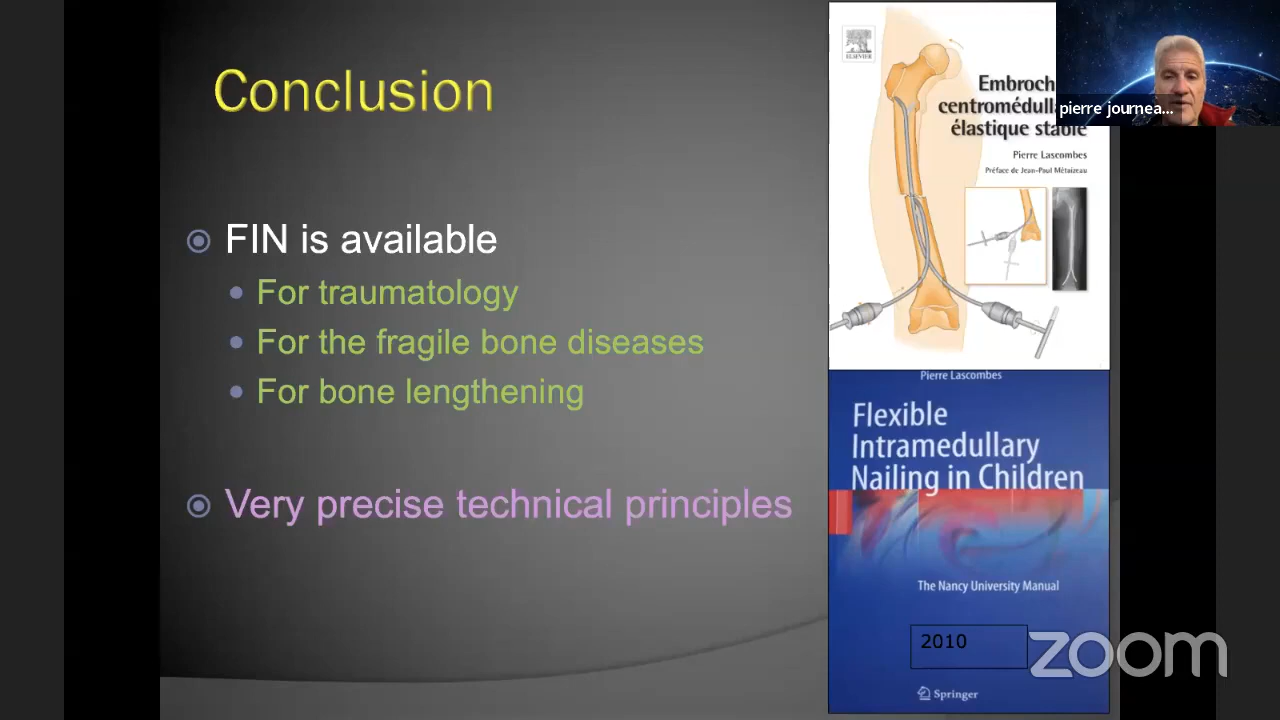 Conclusion
FIN is available
For traumatology
For the fragile bone diseases
For bone lengthening
Very precise technical principles
ELSEVIER
centromédull
élastique stable
Pierre Lascombes
Préface de Jean-Paul Métaizeau
pierre journea...
Pierre Lascombes
Flexible
Intramedullary
Nailing in Children
The Nancy University Manual
2010
Springer
zoom